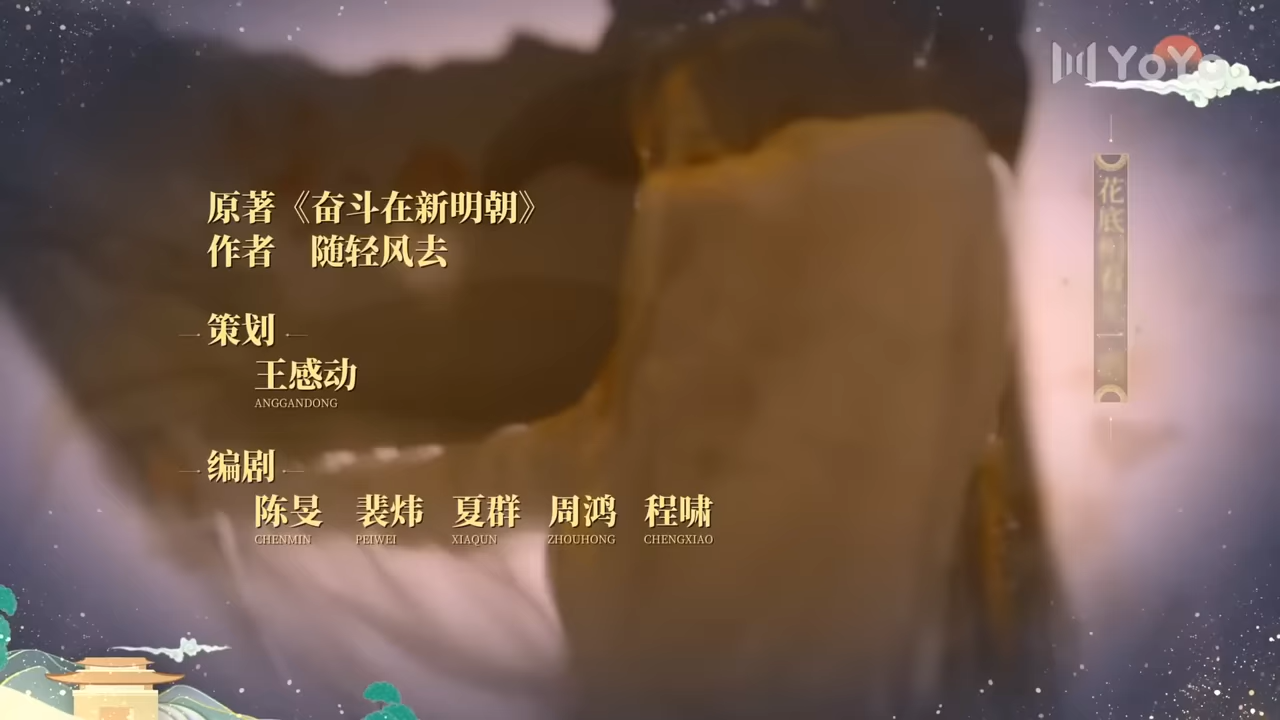 原著《奋斗在新明朝》
作者 随轻风去
策划
王感动
ANGGANDONG
编剧
陈旻 裴炜 夏群 周鸿 程啸
CHENMIN PEIWEI XIAQUN ZHOUHONG CHENGXIAO
YoYo
花底
看
一